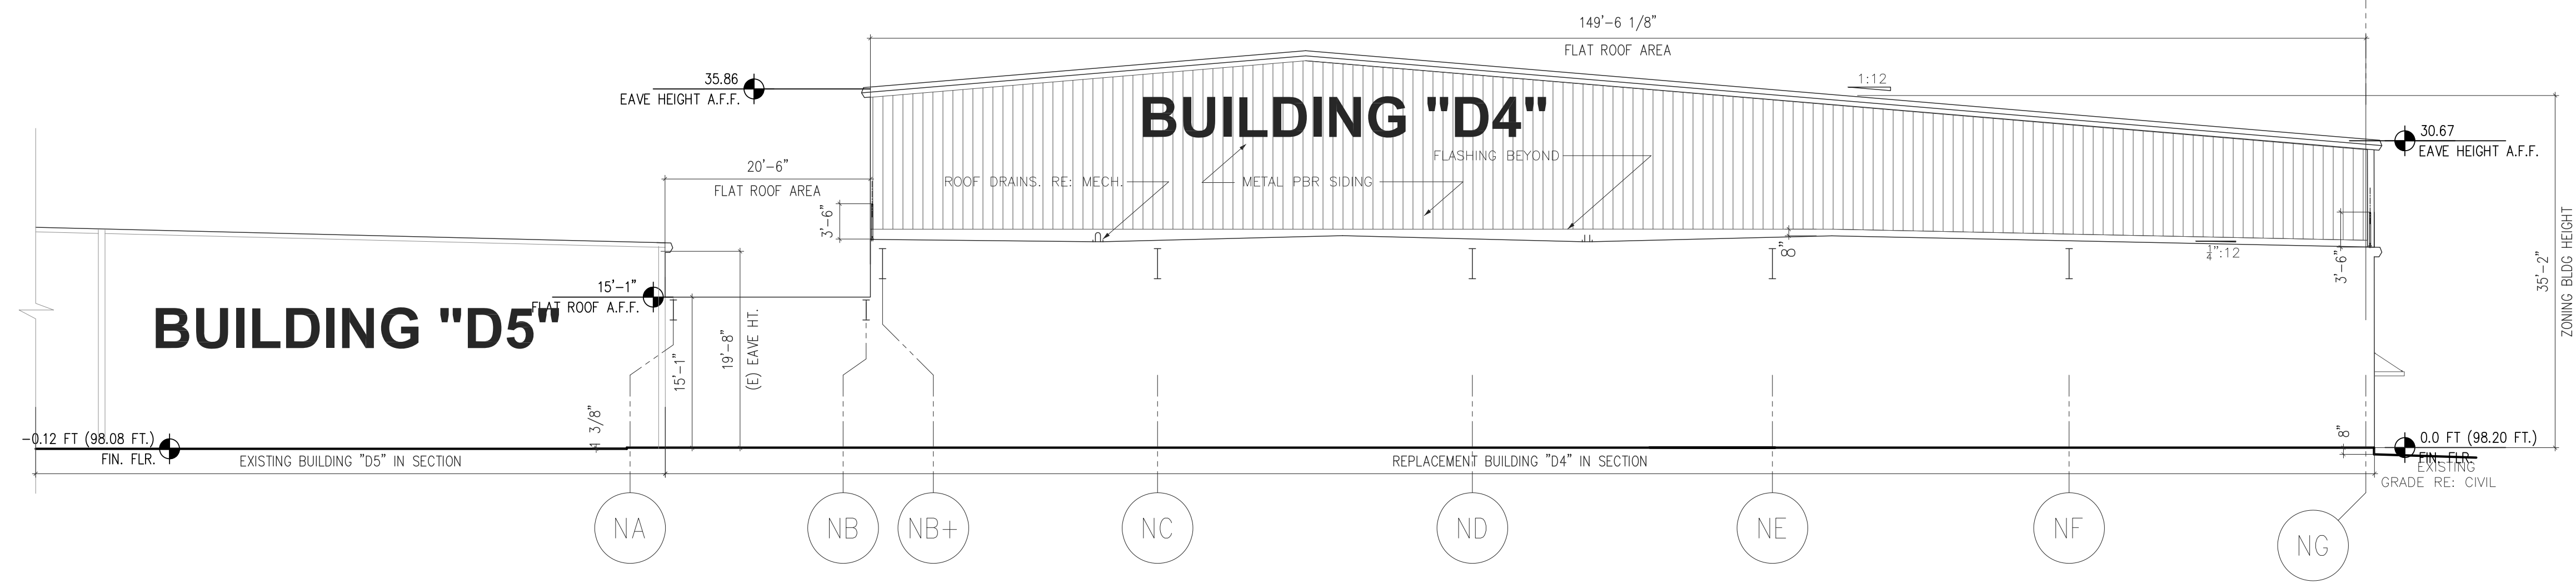 149'-6 1/8"
FLAT ROOF AREA
35.86
EAVE HEIGHT A.F.F.
1:12
BUILDING "D4"
30.67
EAVE HEIGHT A.F.F.
20'-6"
FLAT ROOF AREA
FLASHING BEYOND
ROOF DRAINS. RE: MECH.
METAL PBR SIDING
3'-6"
8"
1/4":12
3'-6"
35'-2"
ZONING BLDG HEIGHT
15'-1"
FLAT ROOF A.F.F.
BUILDING "D5"
15'-1"
19'-8"
(E) EAVE HT.
1 3/8"
-0.12 FT (98.08 FT.)
FIN. FLR.
EXISTING BUILDING "D5" IN SECTION
REPLACEMENT BUILDING "D4" IN SECTION
8"
0.0 FT (98.20 FT.)
FIN. FLR.
EXISTING
GRADE RE: CIVIL
NA
NB
NB+
NC
ND
NE
NF
NG